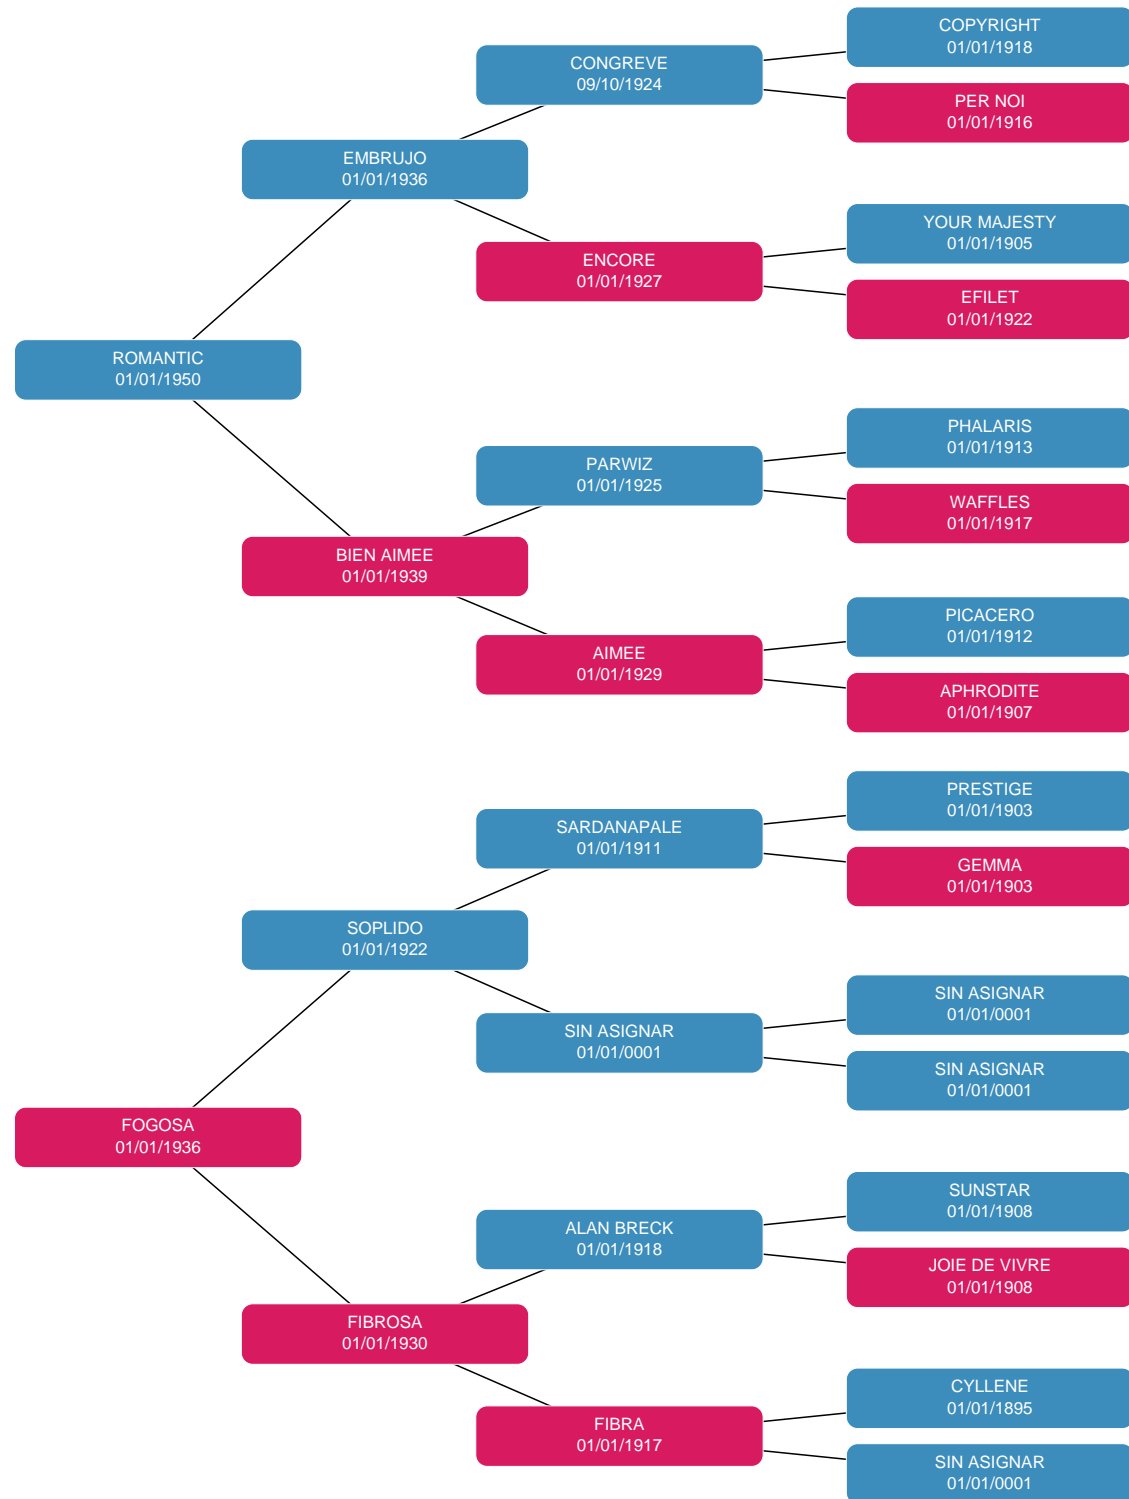 COPYRIGHT
01/01/1918
CONGREVE
09/10/1924
PER NOI
01/01/1916
EMBRUJO
01/01/1936
YOUR MAJESTY
01/01/1905
ENCORE
01/01/1927
EFILET
01/01/1922
ROMANTIC
01/01/1950
PHALARIS
01/01/1913
PARWIZ
01/01/1925
WAFFLES
01/01/1917
BIEN AIMEE
01/01/1939
PICACERO
01/01/1912
AIMEE
01/01/1929
APHRODITE
01/01/1907
PRESTIGE
01/01/1903
SARDANAPALE
01/01/1911
GEMMA
01/01/1903
SOPLIDO
01/01/1922
SIN ASIGNAR
01/01/0001
SIN ASIGNAR
01/01/0001
SIN ASIGNAR
01/01/0001
FOGOSA
01/01/1936
SUNSTAR
01/01/1908
ALAN BRECK
01/01/1918
JOIE DE VIVRE
01/01/1908
FIBROSA
01/01/1930
CYLLENE
01/01/1895
FIBRA
01/01/1917
SIN ASIGNAR
01/01/0001